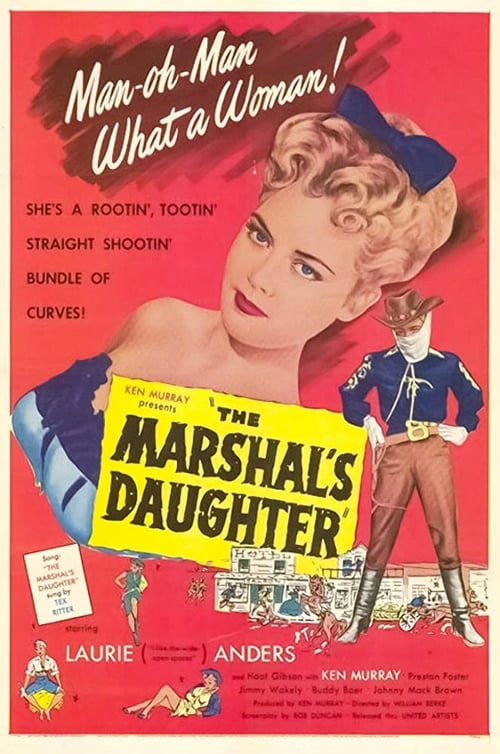 Man-oh-Man
What a Woman!
SHE'S A ROOTIN', TOOTIN'
STRAIGHT SHOOTIN'
BUNDLE OF
CURVES!
KEN MURRAY
presents
"THE
MARSHAL'S
DAUGHTER"
HOTEL
Song:
"THE
MARSHAL'S
DAUGHTER"
sung by
TEX
RITTER
starring
LAURIE ("I-like-the-wide-open-spaces") ANDERS
and Hoot Gibson with KEN MURRAY · Preston Foster
Jimmy Wakely · Buddy Baer · Johnny Mack Brown
Produced by KEN MURRAY · Directed by WILLIAM BERKE
Screenplay by BOB DUNCAN · Released thru UNITED ARTISTS